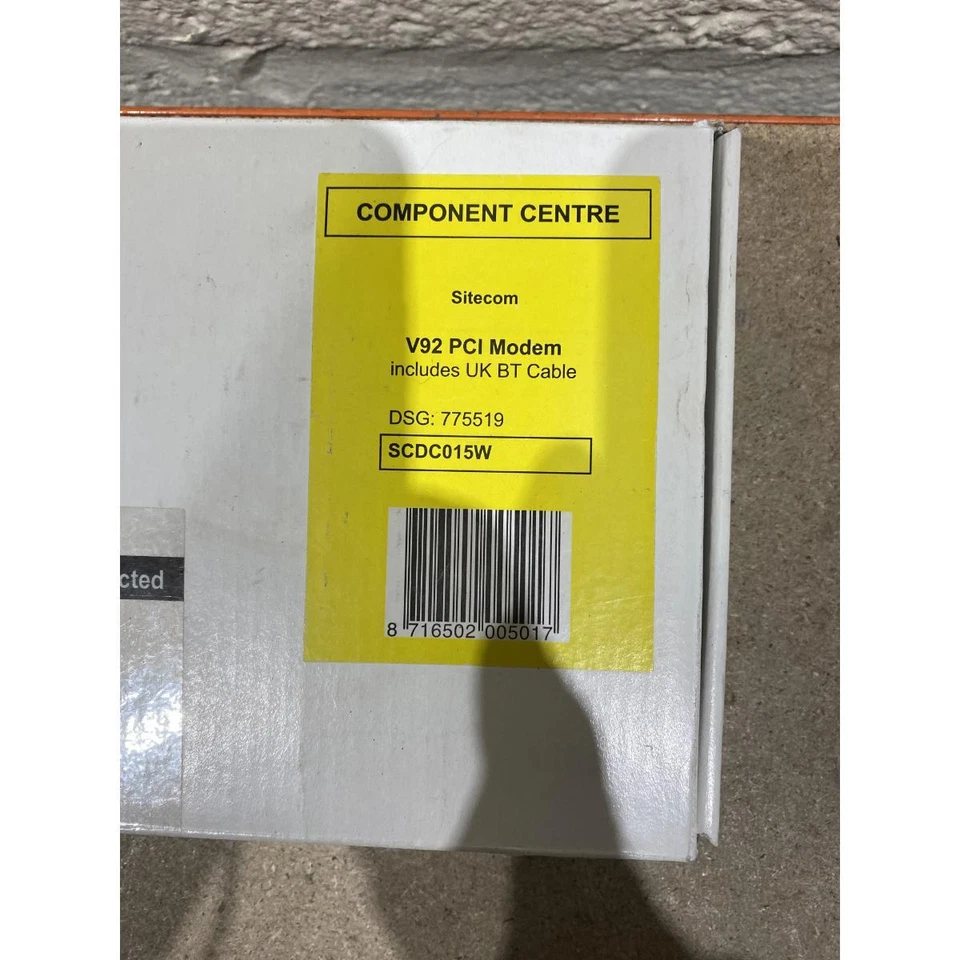 COMPONENT CENTRE
Sitecom
V92 PCI Modem
includes UK BT Cable
DSG: 775519
SCDC015W
8 716502 005017
cted